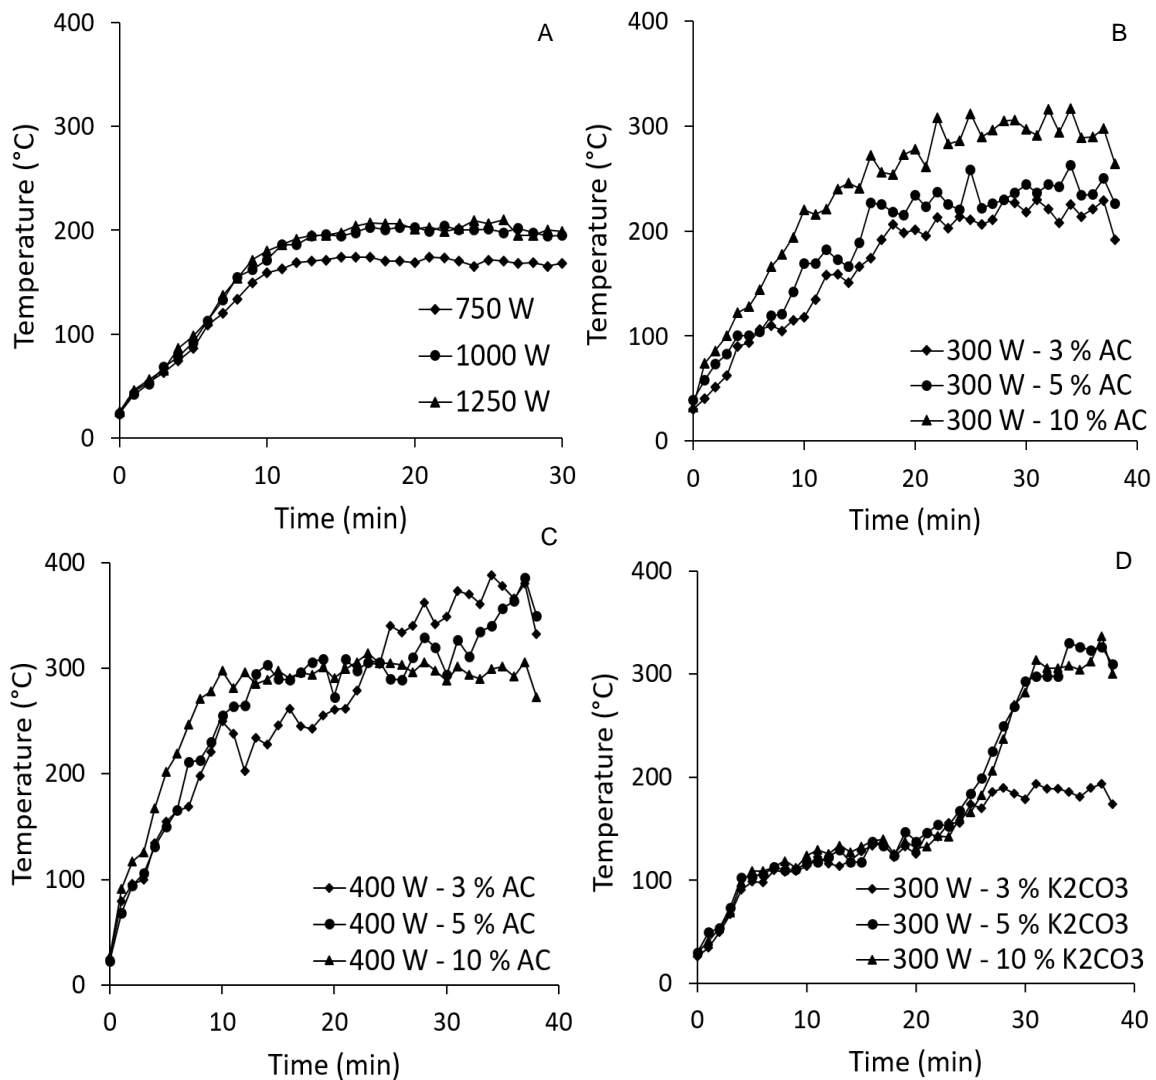 A
400
300
200
100
0
Temperature (°C)
750 W
1000 W
1250 W
0 10 20 30
Time (min)
B
400
300
200
100
0
Temperature (°C)
300 W - 3 % AC
300 W - 5 % AC
300 W - 10 % AC
0 10 20 30 40
Time (min)
C
400
300
200
100
0
Temperature (°C)
400 W - 3 % AC
400 W - 5 % AC
400 W - 10 % AC
0 10 20 30 40
Time (min)
D
400
300
200
100
0
Temperature (°C)
300 W - 3 % K2CO3
300 W - 5 % K2CO3
300 W - 10 % K2CO3
0 10 20 30 40
Time (min)